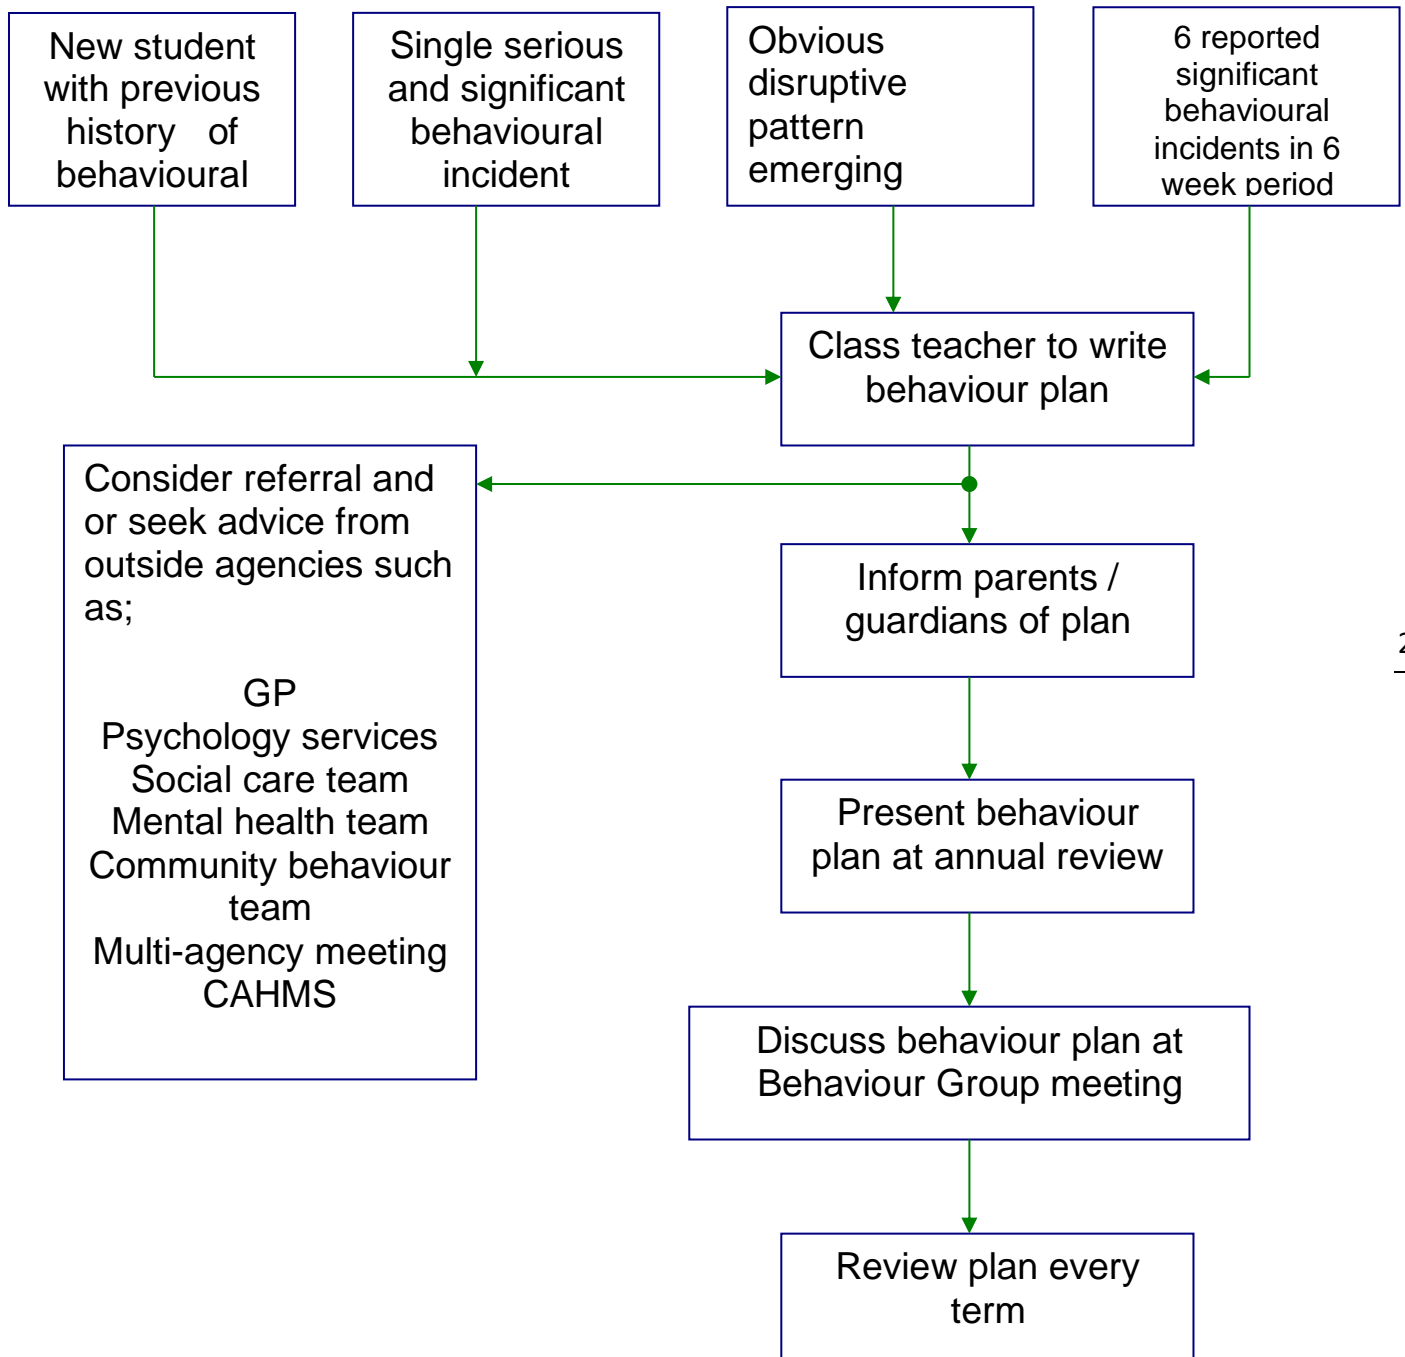 New student
with previous
history of
behavioural
Single serious
and significant
behavioural
incident
Obvious
disruptive
pattern
emerging
6 reported
significant
behavioural
incidents in 6
week period
Class teacher to write
behaviour plan
Consider referral and
or seek advice from
outside agencies such
as;
GP
Psychology services
Social care team
Mental health team
Community behaviour
team
Multi-agency meeting
CAHMS
Inform parents /
guardians of plan
2
Present behaviour
plan at annual review
Discuss behaviour plan at
Behaviour Group meeting
Review plan every
term